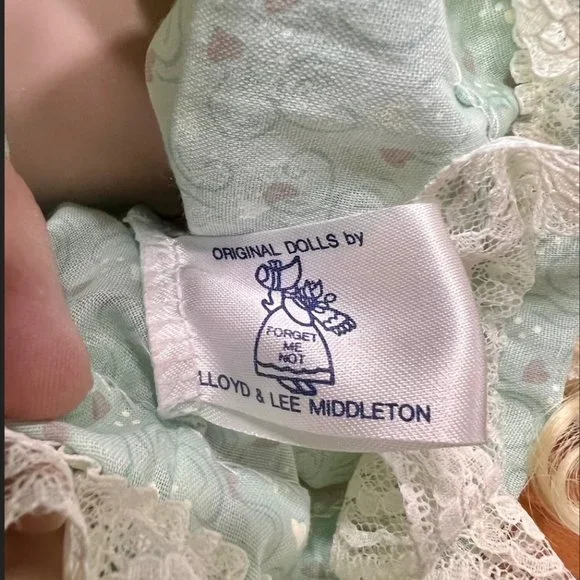 ORIGINAL DOLLS by
FORGET
ME
NOT
LLOYD & LEE MIDDLETON